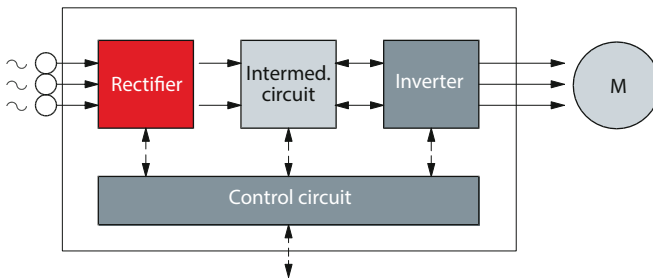 Rectifier
Intermed.
circuit
Inverter
M
Control circuit